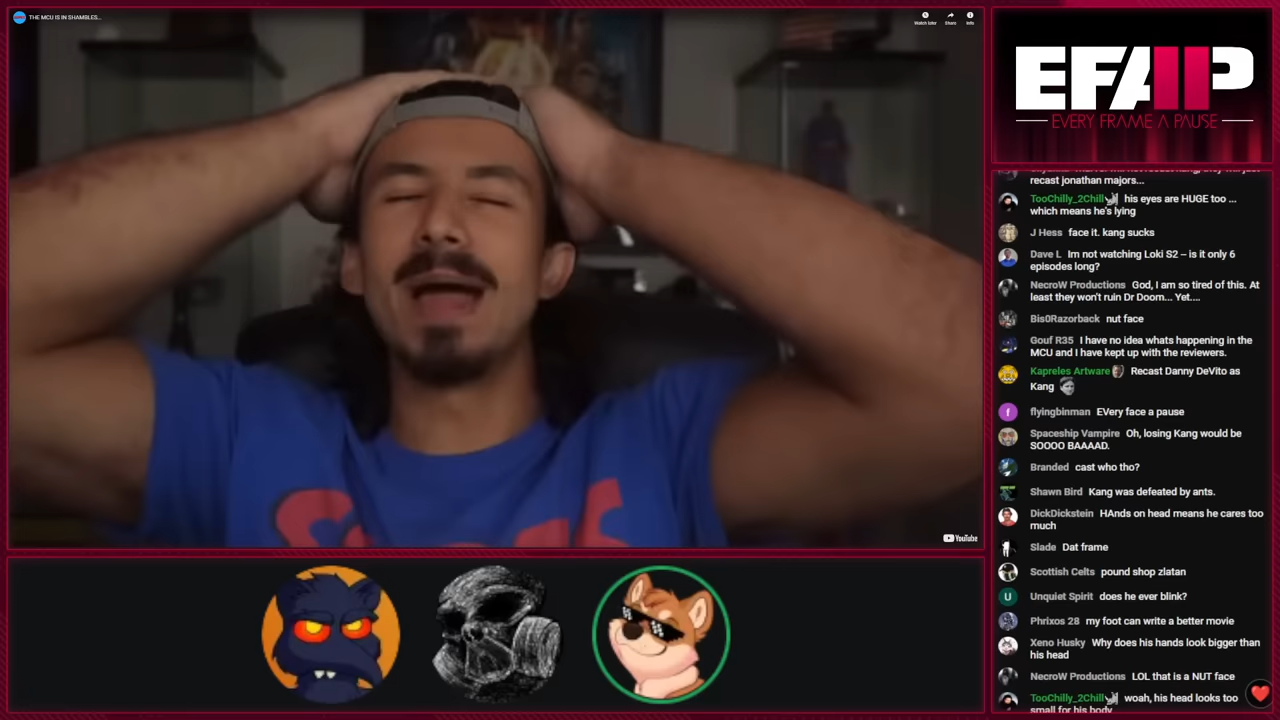 THE MCU IS IN SHAMBLES...
Watch later
Share
Info
YouTube
EFAP
EVERY FRAME A PAUSE
recast jonathan majors...
TooChilly_2Chill his eyes are HUGE too ...
which means he's lying
J Hess face it. kang sucks
Dave L Im not watching Loki S2 – is it only 6
episodes long?
NecroW Productions God, I am so tired of this. At
least they won't ruin Dr Doom... Yet....
Bis0Razorback nut face
Gouf R35 I have no idea whats happening in the
MCU and I have kept up with the reviewers.
Kapreles Artware Recast Danny DeVito as
Kang
f flyingbinman EVery face a pause
Spaceship Vampire Oh, losing Kang would be
SOOOO BAAAAD.
Branded cast who tho?
Shawn Bird Kang was defeated by ants.
DickDickstein HAnds on head means he cares too
much
Slade Dat frame
Scottish Celts pound shop zlatan
U Unquiet Spirit does he ever blink?
Phrixos 28 my foot can write a better movie
Xeno Husky Why does his hands look bigger than
his head
NecroW Productions LOL that is a NUT face
TooChilly_2Chill woah, his head looks too
small for his body